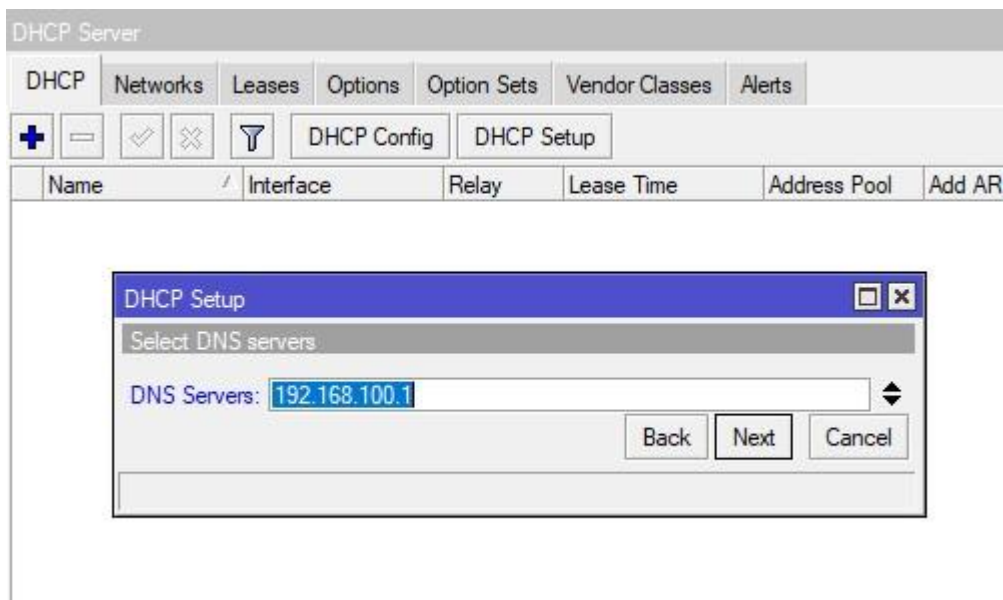 DHCP Server
DHCP Networks Leases Options Option Sets Vendor Classes Alerts
DHCP Config DHCP Setup
Name Interface Relay Lease Time Address Pool Add AR
DHCP Setup
Select DNS servers
DNS Servers: 192.168.100.1
Back Next Cancel